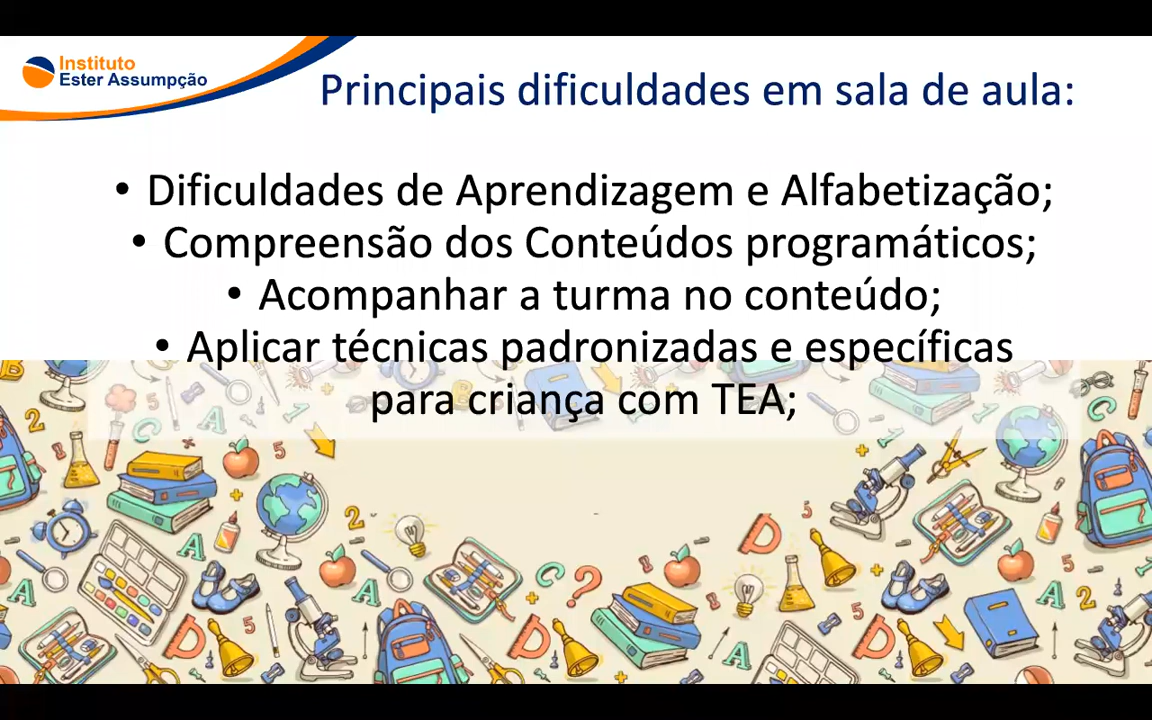 Instituto
Ester Assumpção
Principais dificuldades em sala de aula:
• Dificuldades de Aprendizagem e Alfabetização;
• Compreensão dos Conteúdos programáticos;
• Acompanhar a turma no conteúdo;
• Aplicar técnicas padronizadas e específicas
para criança com TEA;